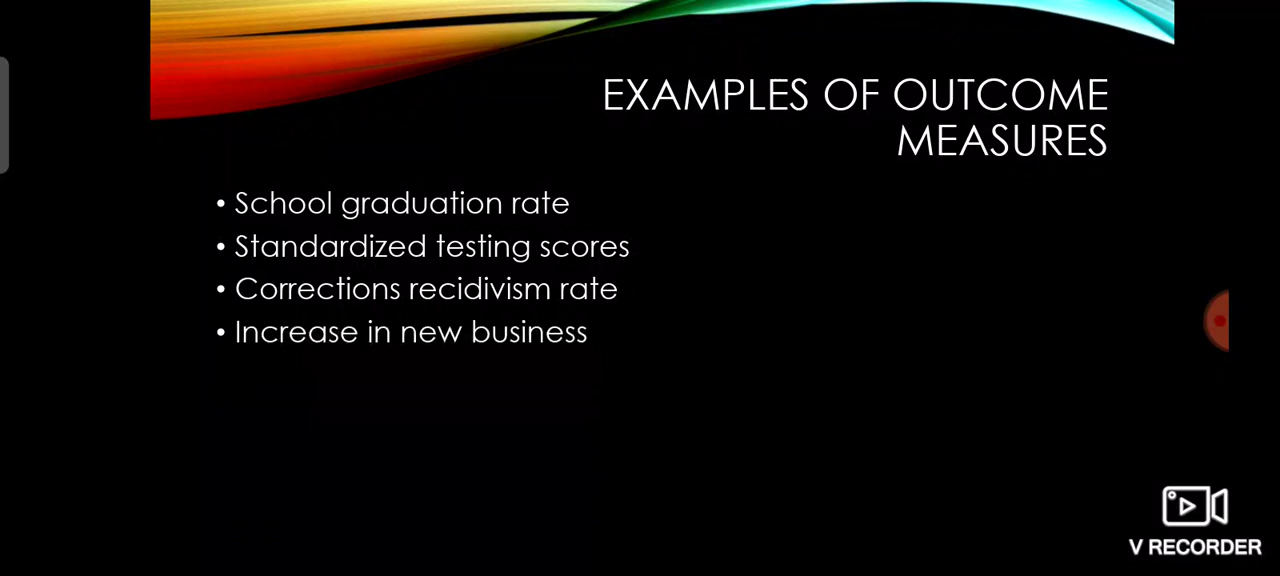 EXAMPLES OF OUTCOME
MEASURES
• School graduation rate
• Standardized testing scores
• Corrections recidivism rate
• Increase in new business
V RECORDER